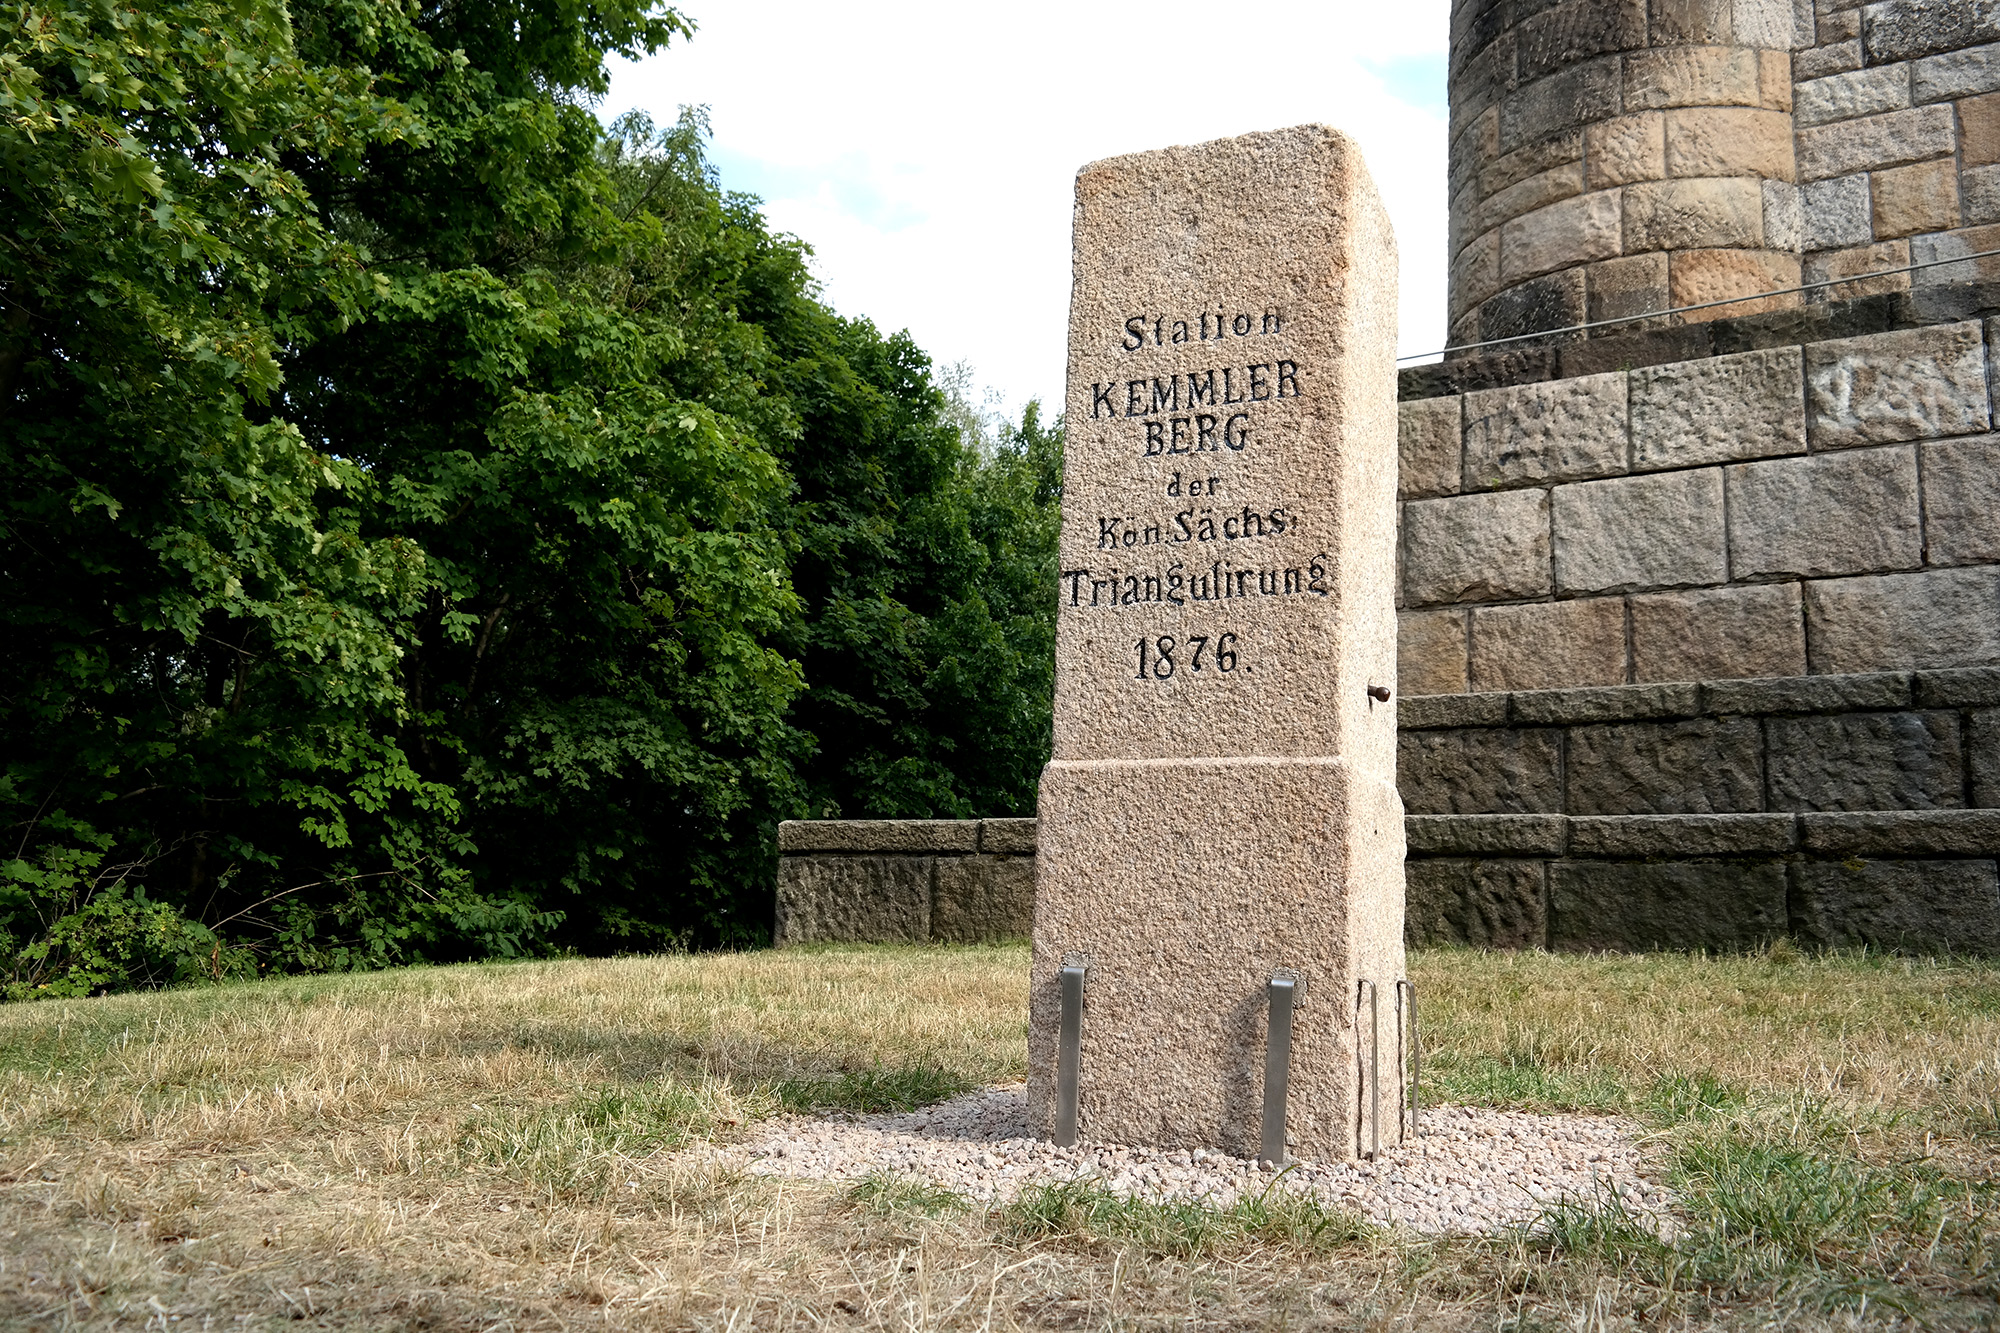 Station
KEMMLER
BERG
der
Kön. Sächs.
Triangulirung
1876.